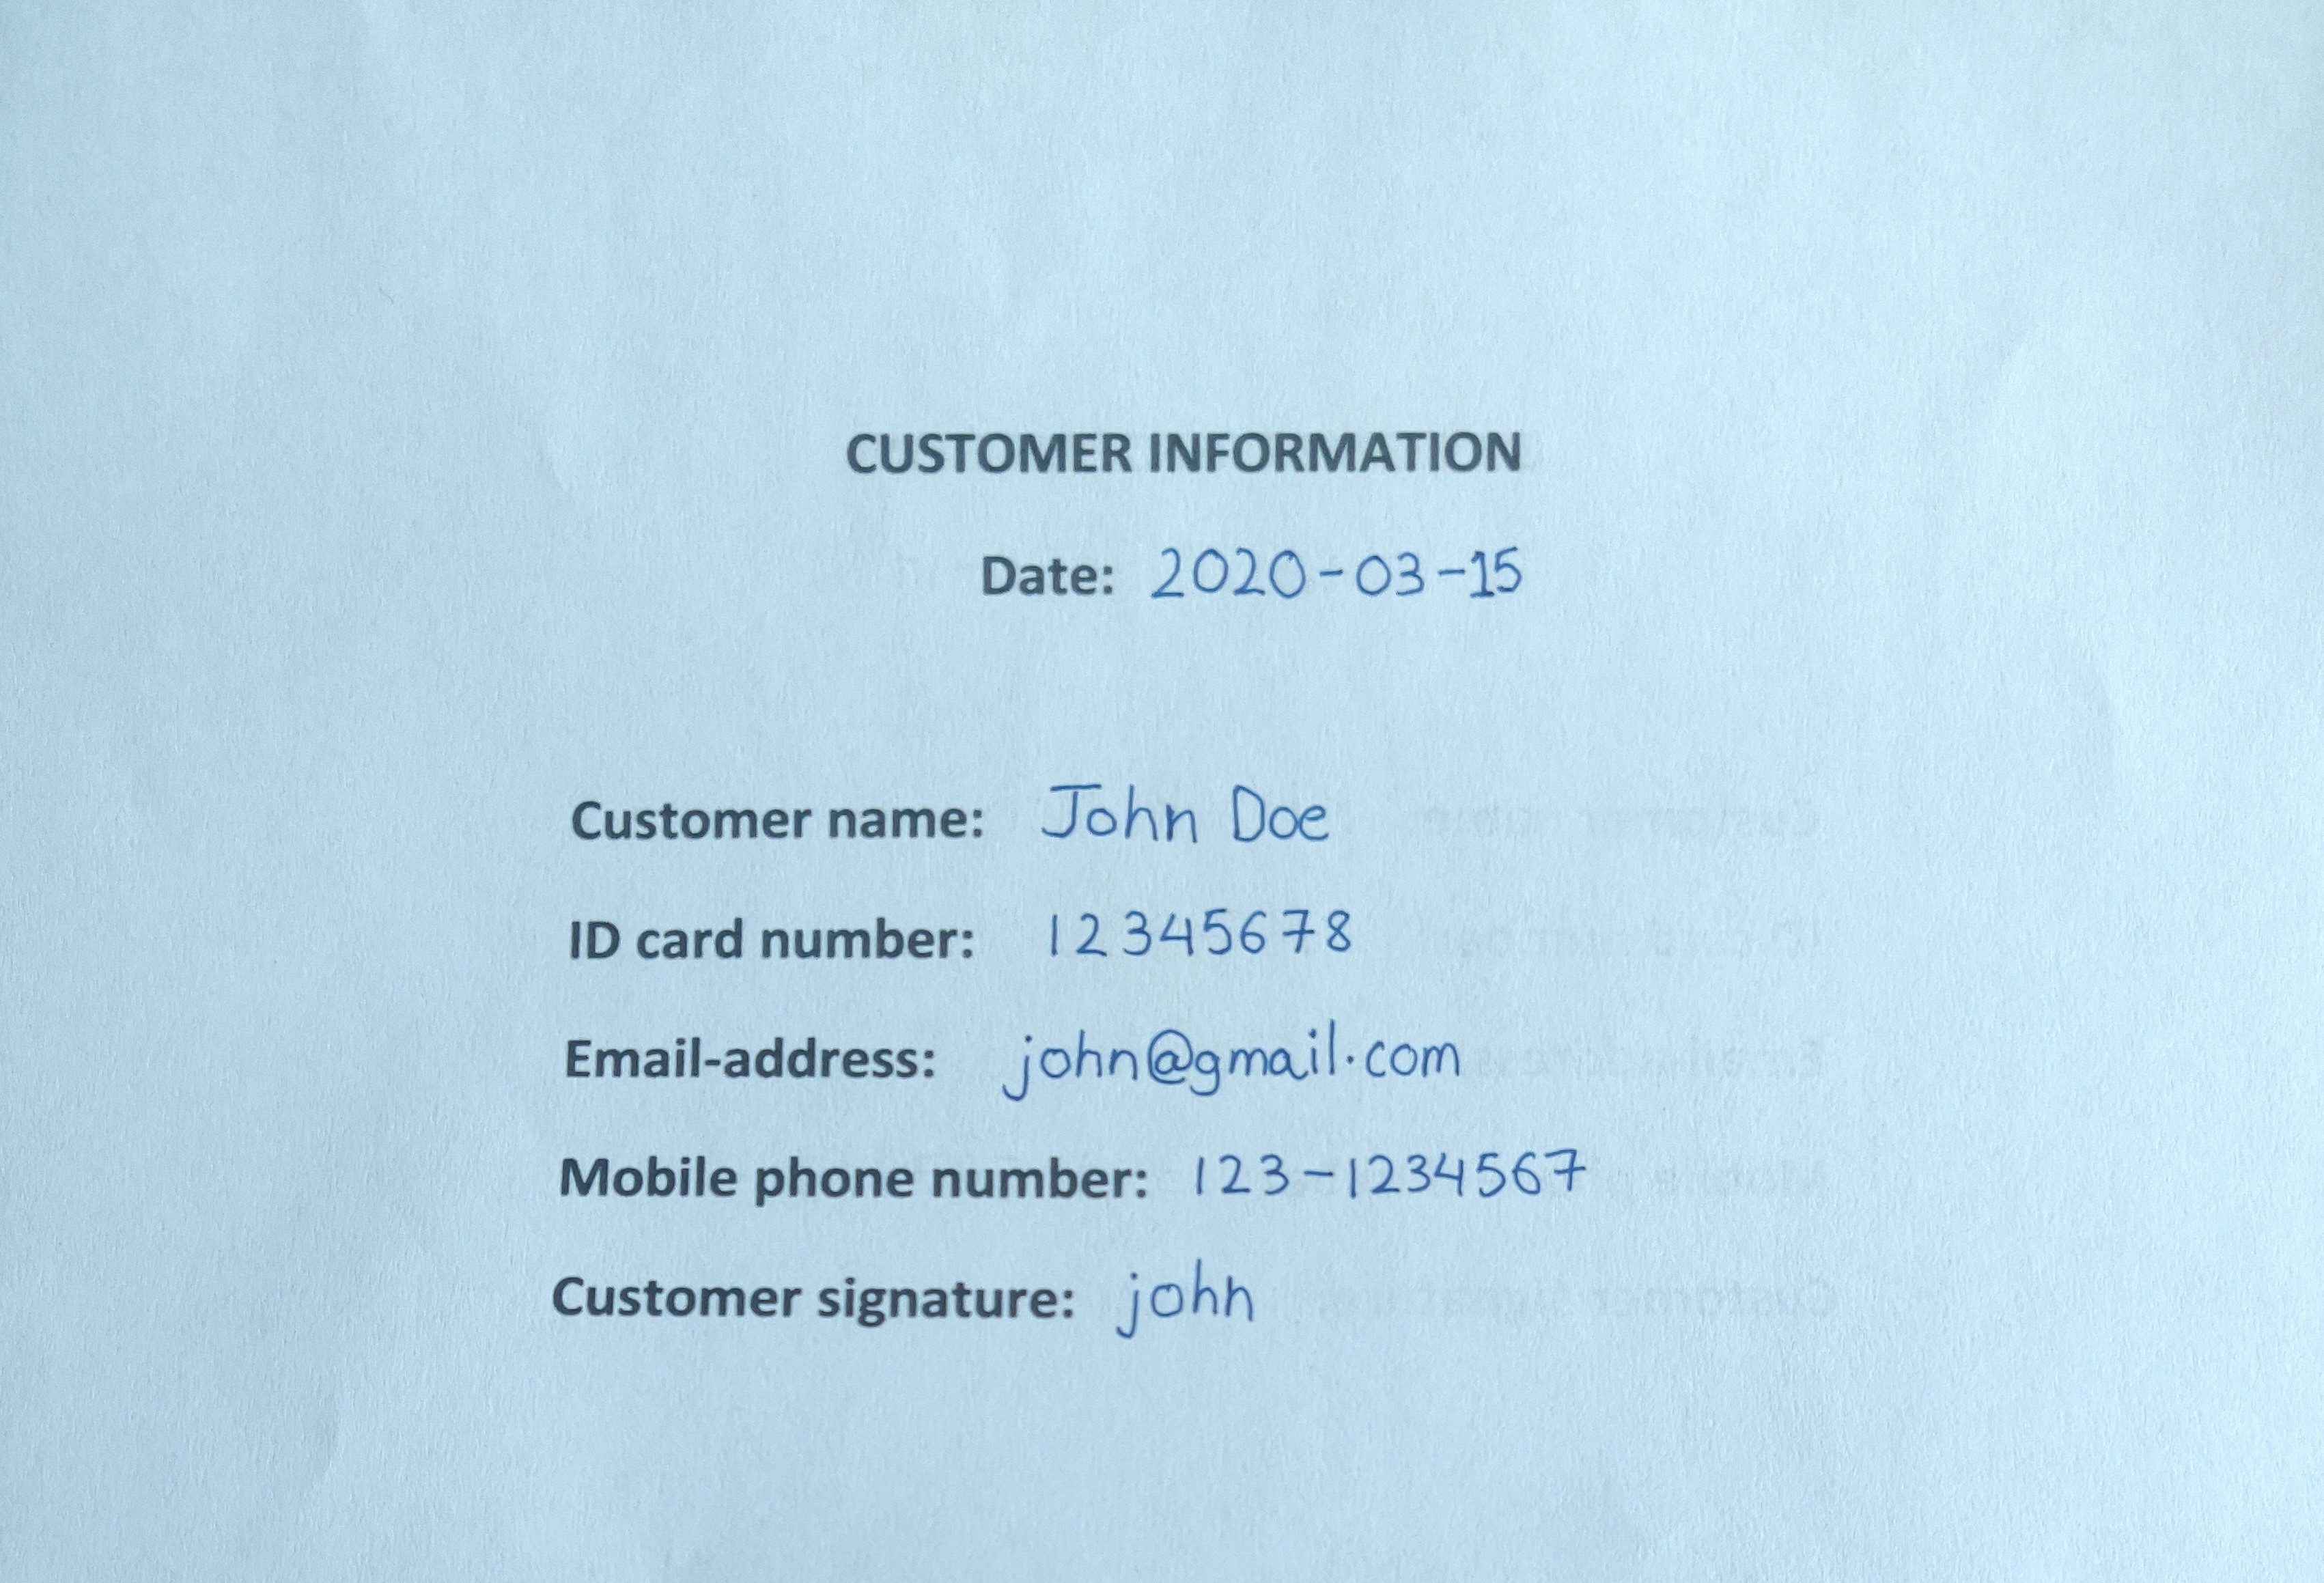 CUSTOMER INFORMATION
Date: 2020-03-15
Customer name: John Doe
ID card number: 12345678
Email-address: john@gmail.com
Mobile phone number: 123-1234567
Customer signature: john